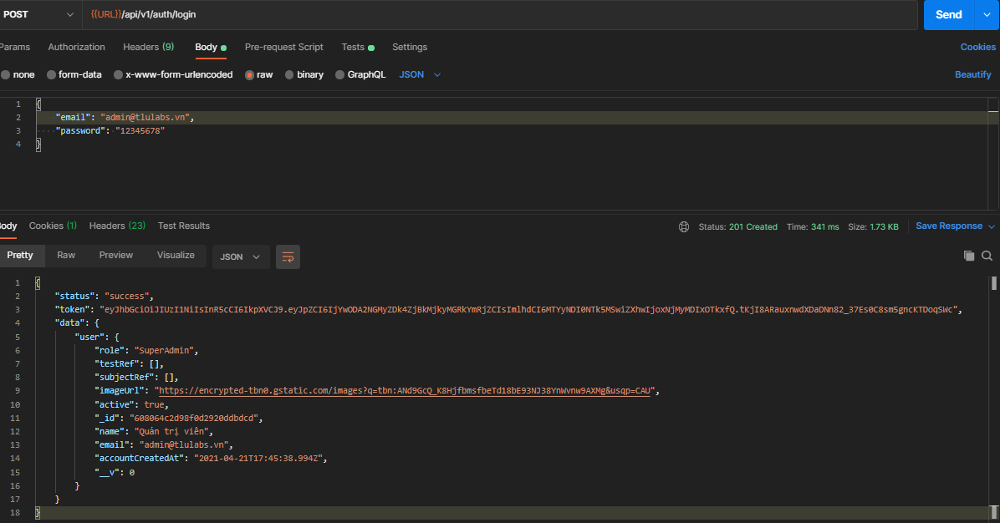 POST {{URL}}/api/v1/auth/login Send
Params Authorization Headers (9) Body Pre-request Script Tests Settings Cookies
none form-data x-www-form-urlencoded raw binary GraphQL JSON Beautify
1 {
2 "email": "admin@tlulabs.vn",
3 "password": "12345678"
4 }
Body Cookies (1) Headers (23) Test Results Status: 201 Created Time: 341 ms Size: 1.73 KB Save Response
Pretty Raw Preview Visualize JSON
1 {
2 "status": "success",
3 "token": "eyJhbGciOiJIUzI1NiIsInR5cCI6IkpXVCJ9.eyJpZCI6IjYwODA2NGMyZDk4ZjBkMjkyMGRkYmRjZCIsImlhdCI6MTYyNDI0NTk5MSwiZXhwIjoxNjMyMDIxOTkxfQ.tKjI8ARauxnwdXDaDNn82_37Es0C8sm5gncKTDoqSWc",
4 "data": {
5 "user": {
6 "role": "SuperAdmin",
7 "testRef": [],
8 "subjectRef": [],
9 "imageUrl": "https://encrypted-tbn0.gstatic.com/images?q=tbn:ANd9GcQ_K8HjfbmsfbeTd18bE93NJ38YnWvnw9AXMg&usqp=CAU",
10 "active": true,
11 "_id": "608064c2d98f0d2920ddbdcd",
12 "name": "Quản trị viên",
13 "email": "admin@tlulabs.vn",
14 "accountCreatedAt": "2021-04-21T17:45:38.994Z",
15 "__v": 0
16 }
17 }
18 }